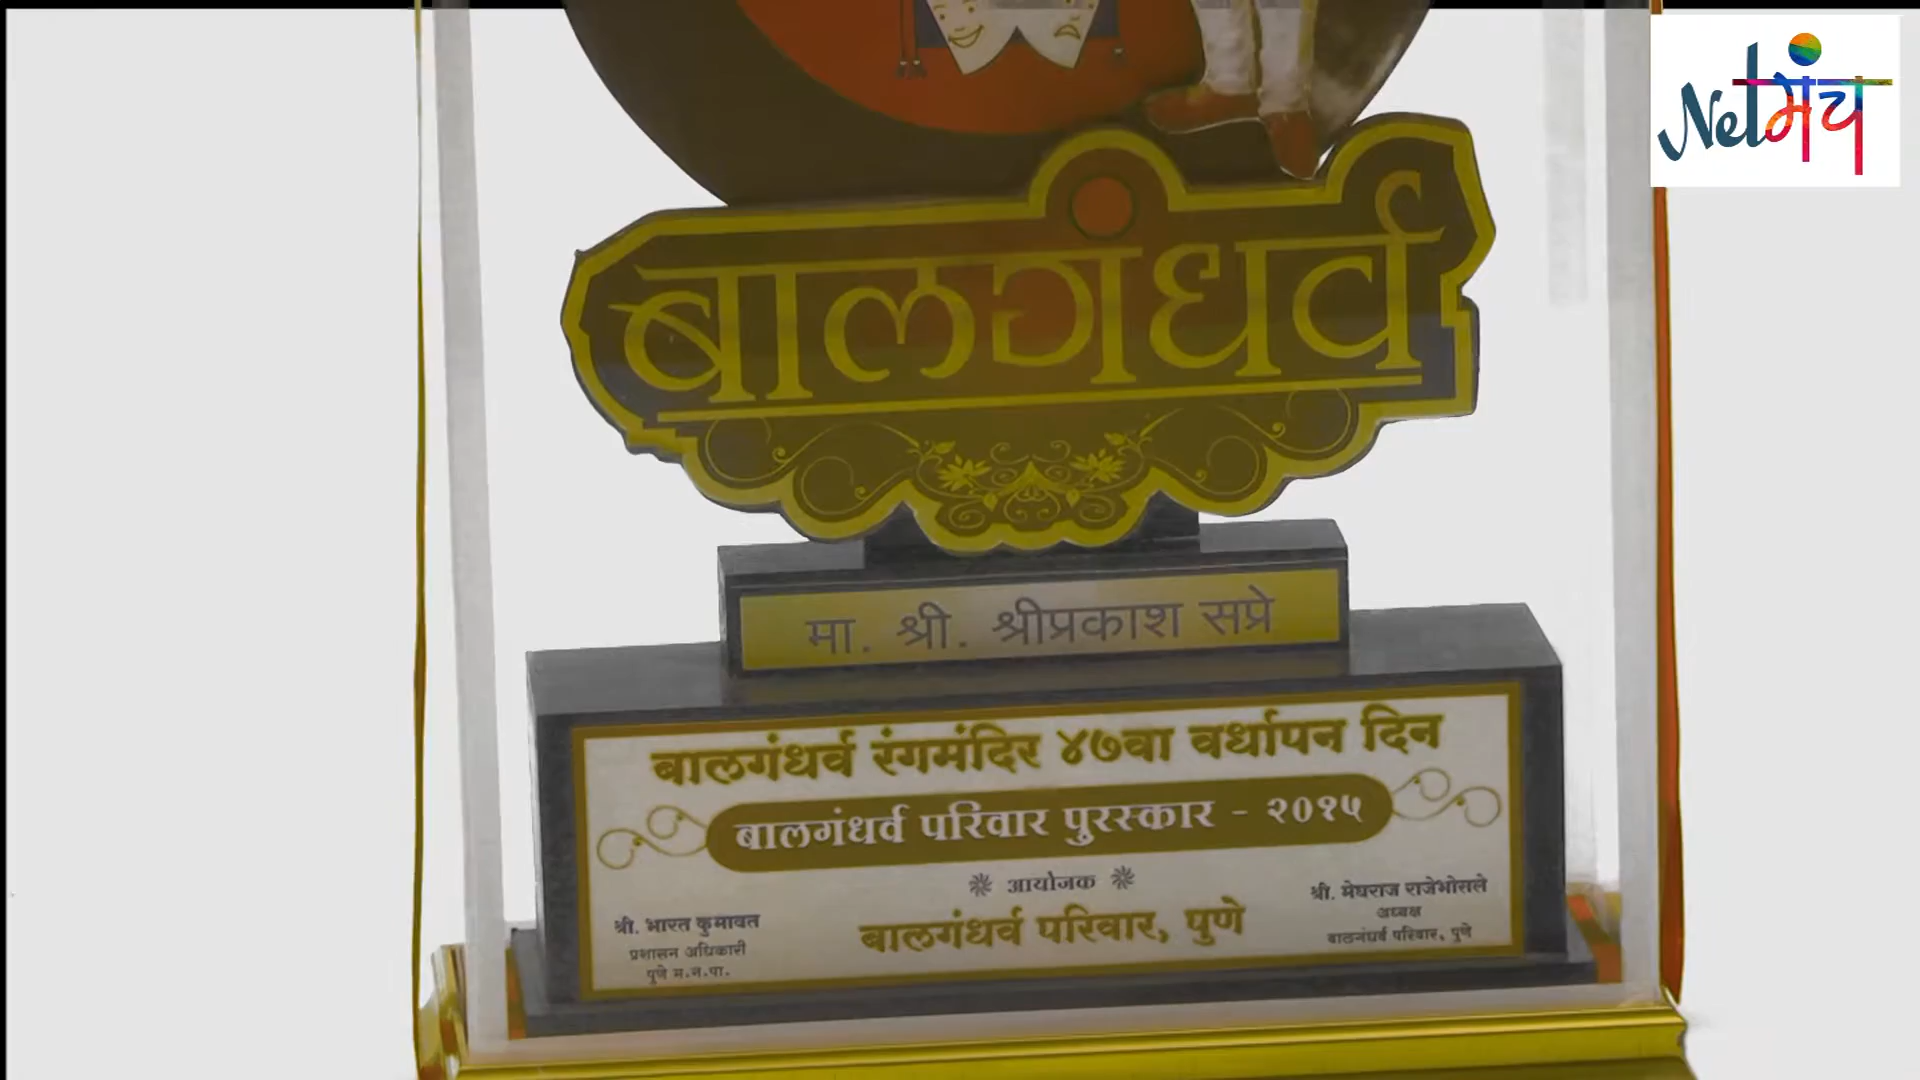 Netमंच
बालगंधर्व
मा. श्री. श्रीप्रकाश सप्रे
बालगंधर्व रंगमंदिर ४७वा वर्धापन दिन
बालगंधर्व परिवार पुरस्कार - २०१५
आयोजक
बालगंधर्व परिवार, पुणे
श्री. भारत कुमावत
प्रशासन अधिकारी
पुणे म.न.पा.
श्री. मेघराज राजेभोसले
अध्यक्ष
बालगंधर्व परिवार, पुणे